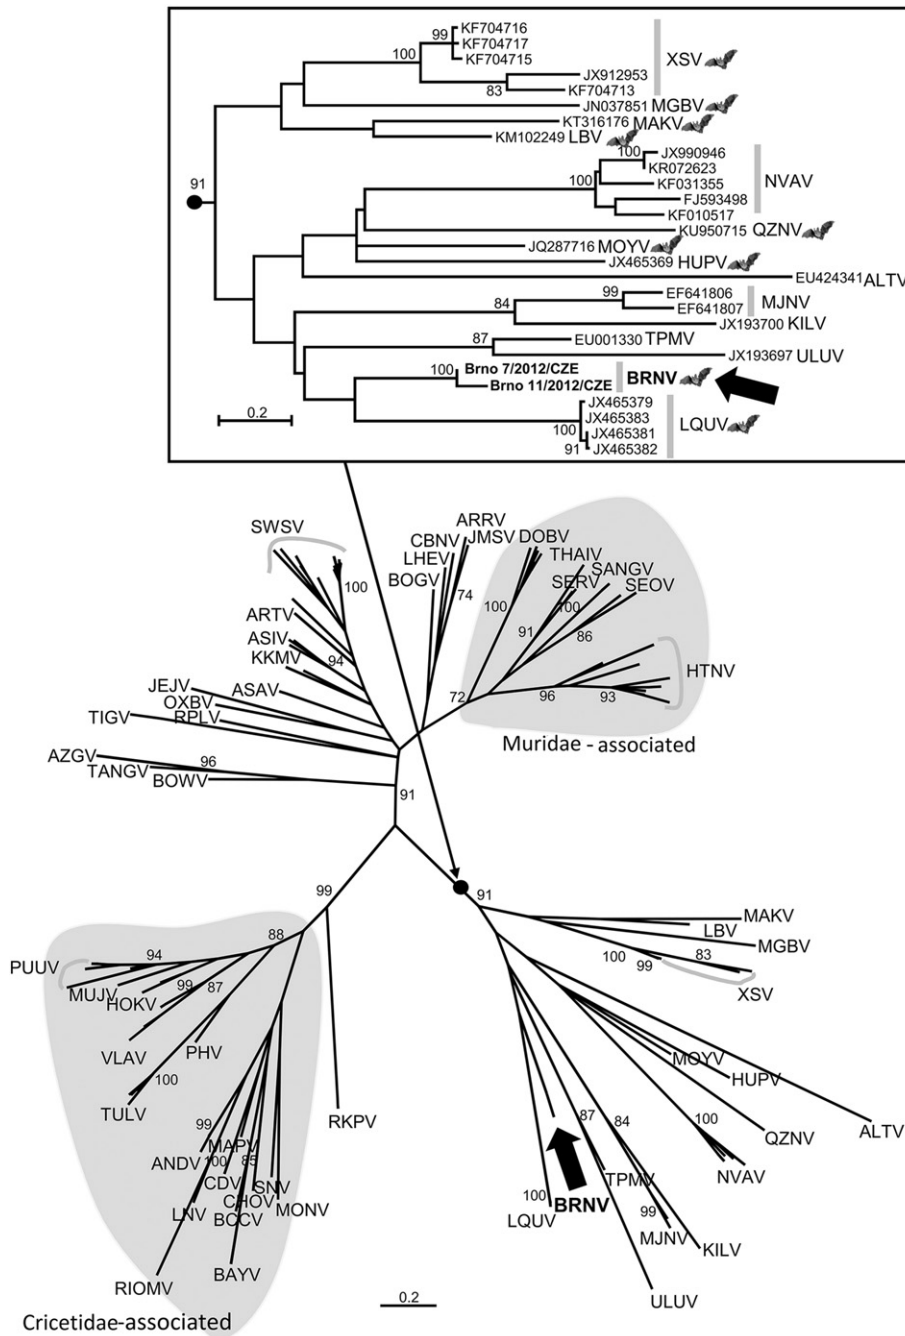 KF704716
99
KF704717
KF704715
XSV
100
JX912953
83
KF704713
JN037851 MGBV
KT316176 MAKV
KM102249 LBV
100
JX990946
KR072623
100
KF031355
NVAV
91
FJ593498
KF010517
KU950715 QZNV
JQ287716 MOYV
JX465369 HUPV
EU424341 ALTV
99
EF641806
84
EF641807
MJNV
JX193700 KILV
87
EU001330 TPMV
JX193697 ULUV
100
Brno 7/2012/CZE
Brno 11/2012/CZE
BRNV
0.2
JX465379
JX465383
100
JX465381
LQUV
91
JX465382
SWSV
ARRV
CBNV
JMSV
DOBV
LHEV
THAIV
BOGV
SANGV
100
SERV
SEOV
74
100
100
ARTV
91
86
ASIV
94
KKMV
HTNV
JEJV
ASAV
72
96
93
OXBV
TIGV
RPLV
Muridae - associated
AZGV
96
TANGV
BOWV
91
99
91
88
MAKV
LBV
94
MGBV
PUUV
100
83
99
MUJV
99
87
XSV
HOKV
VLAV
PHV
MOYV
HUPV
100
TULV
RKPV
100
ALTV
QZNV
99
87
84
MAPV
NVAV
ANDV
100
85
CDV
SNV
TPMV
CHOV
100
BRNV
LNV
BCCV
MONV
LQUV
99
MJNV
KILV
BAYV
RIOMV
ULUV
0.2
Cricetidae-associated